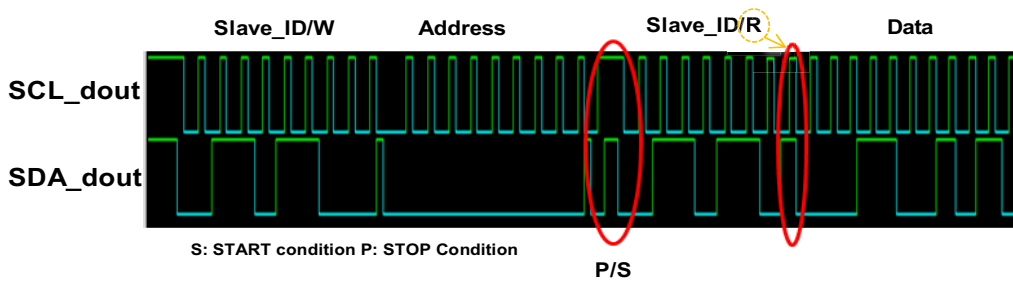 Slave_ID/W Address Slave_ID/R Data
SCL_dout
SDA_dout
S: START condition P: STOP Condition
P/S